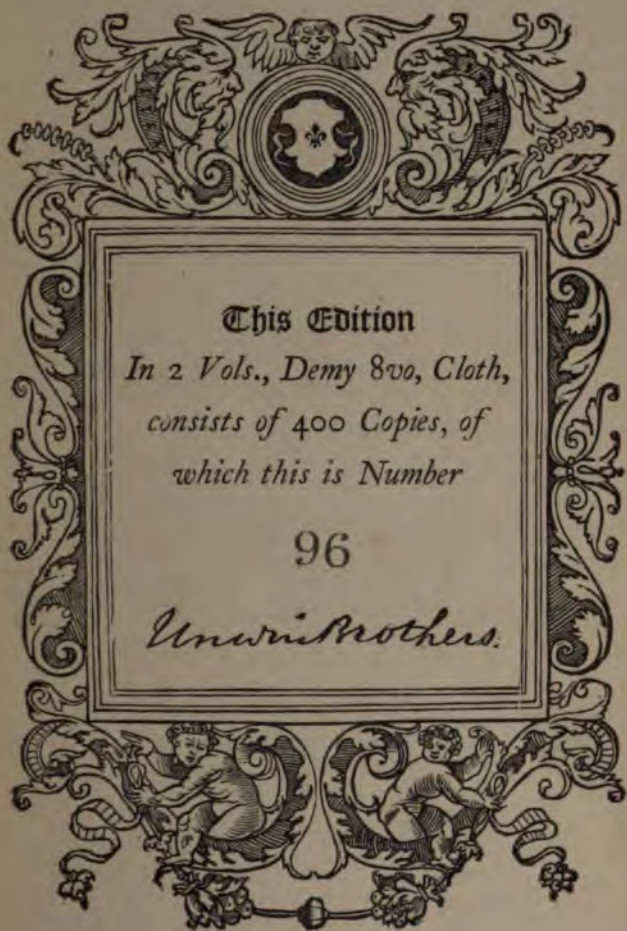 This Edition
In 2 Vols., Demy 8vo, Cloth,
consists of 400 Copies, of
which this is Number
96
Unwin Brothers.